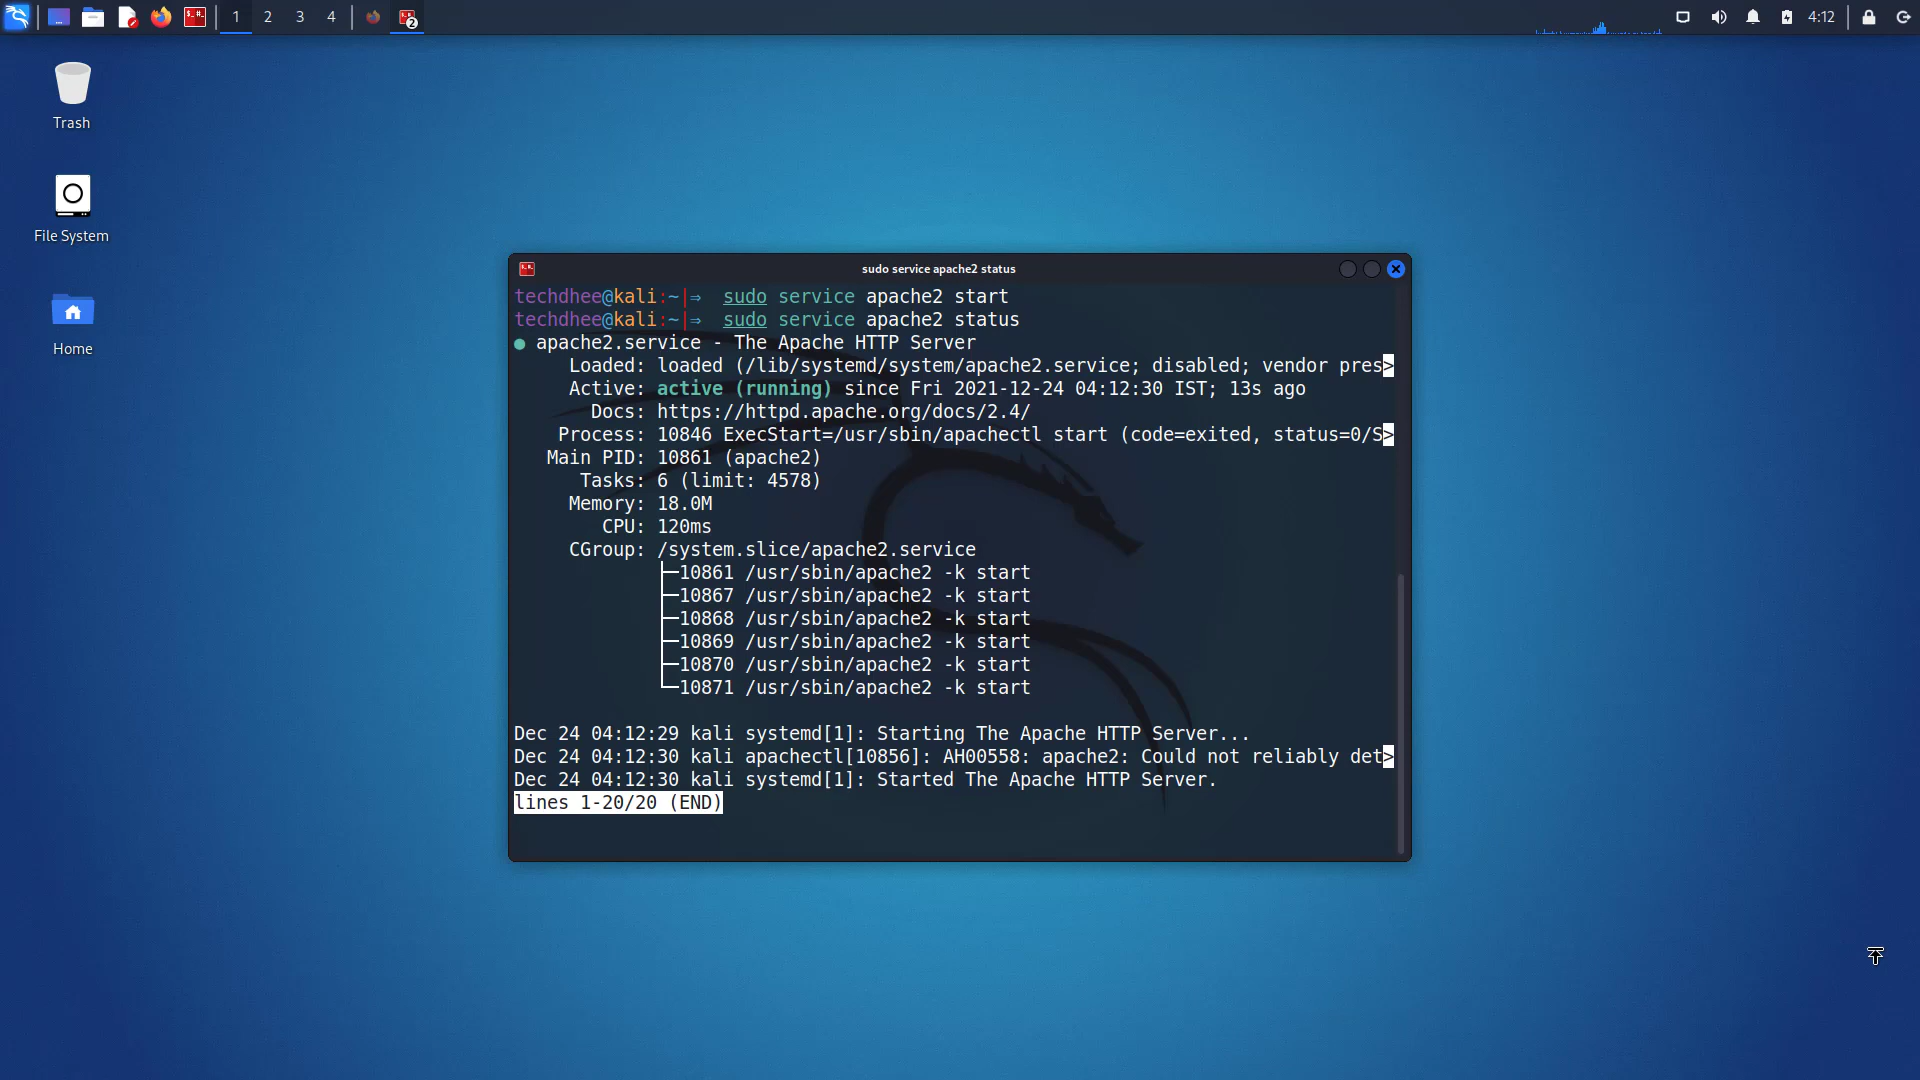 1 2 3 4 2 4:12
Trash
File System
Home
sudo service apache2 status
techdhee@kali:~|⇒  sudo service apache2 start
techdhee@kali:~|⇒  sudo service apache2 status
● apache2.service - The Apache HTTP Server
     Loaded: loaded (/lib/systemd/system/apache2.service; disabled; vendor pres>
     Active: active (running) since Fri 2021-12-24 04:12:30 IST; 13s ago
       Docs: https://httpd.apache.org/docs/2.4/
    Process: 10846 ExecStart=/usr/sbin/apachectl start (code=exited, status=0/S>
   Main PID: 10861 (apache2)
      Tasks: 6 (limit: 4578)
     Memory: 18.0M
        CPU: 120ms
     CGroup: /system.slice/apache2.service
             ├─10861 /usr/sbin/apache2 -k start
             ├─10867 /usr/sbin/apache2 -k start
             ├─10868 /usr/sbin/apache2 -k start
             ├─10869 /usr/sbin/apache2 -k start
             ├─10870 /usr/sbin/apache2 -k start
             └─10871 /usr/sbin/apache2 -k start
Dec 24 04:12:29 kali systemd[1]: Starting The Apache HTTP Server...
Dec 24 04:12:30 kali apachectl[10856]: AH00558: apache2: Could not reliably det>
Dec 24 04:12:30 kali systemd[1]: Started The Apache HTTP Server.
lines 1-20/20 (END)